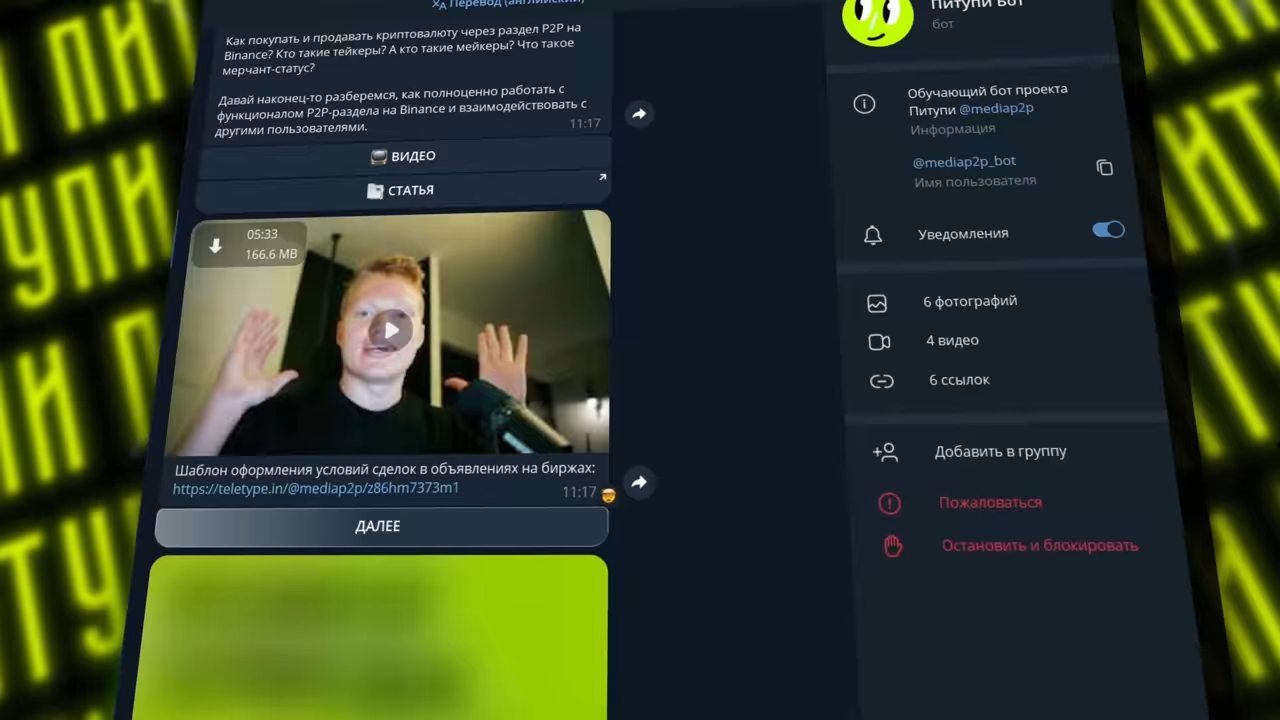 Перевод (английский)
Как покупать и продавать криптовалюту через раздел P2P на
Binance? Кто такие тейкеры? А кто такие мейкеры? Что такое
мерчант-статус?
Давай наконец-то разберемся, как полноценно работать с
функционалом P2P-раздела на Binance и взаимодействовать с
другими пользователями.
11:17
ВИДЕО
СТАТЬЯ
05:33
166.6 MB
Шаблон оформления условий сделок в объявлениях на биржах:
https://teletype.in/@mediap2p/z86hm7373m1
11:17
ДАЛЕЕ
Питупи Бот
бот
Обучающий бот проекта
Питупи @mediap2p
Информация
@mediap2p_bot
Имя пользователя
Уведомления
6 фотографий
4 видео
6 ссылок
Добавить в группу
Пожаловаться
Остановить и блокировать